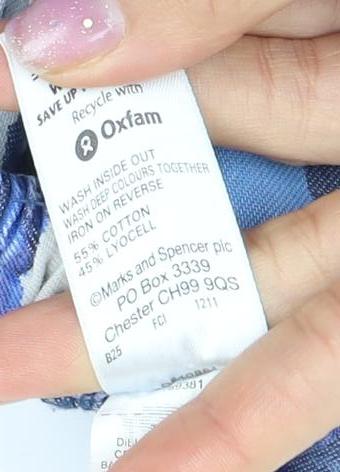 SAVE UP
Recycle with
Oxfam
WASH INSIDE OUT
WASH DEEP COLOURS TOGETHER
IRON ON REVERSE
55% COTTON
45% LYOCELL
©Marks and Spencer plc
PO Box 3339
Chester CH99 9QS
FCI 1211
B25